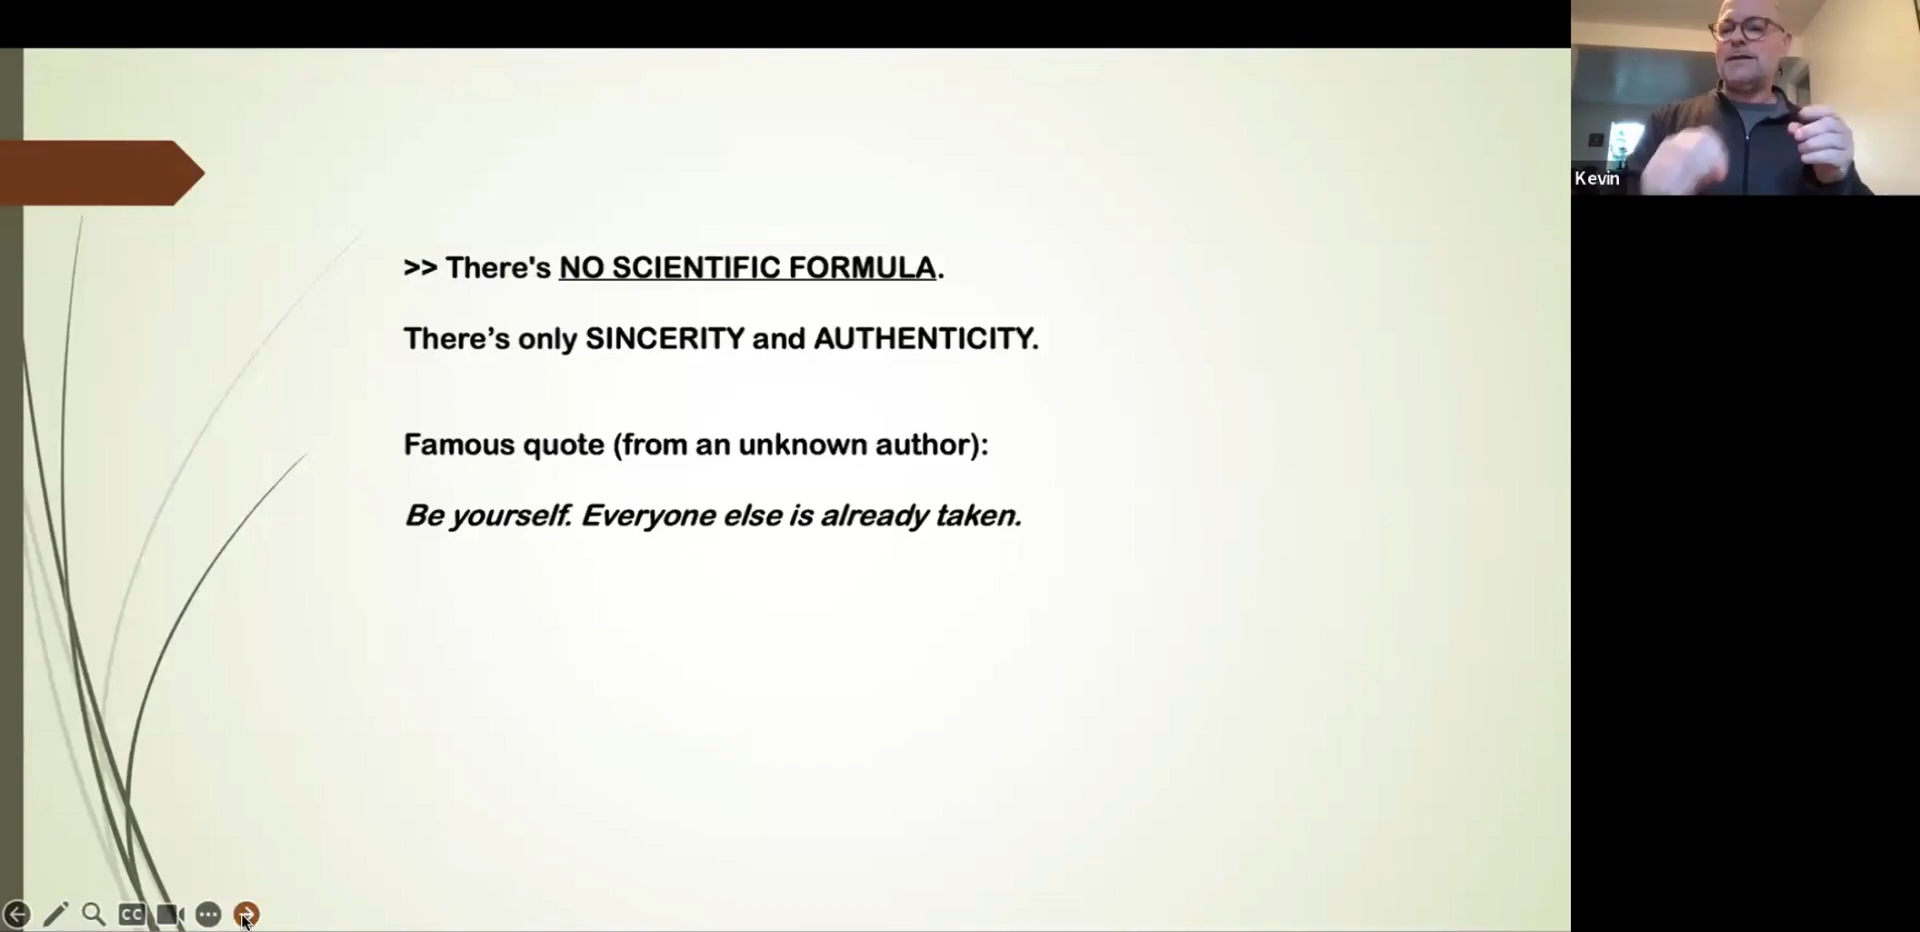 >> There's NO SCIENTIFIC FORMULA.
There’s only SINCERITY and AUTHENTICITY.
Famous quote (from an unknown author):
Be yourself. Everyone else is already taken.
Kevin
CC